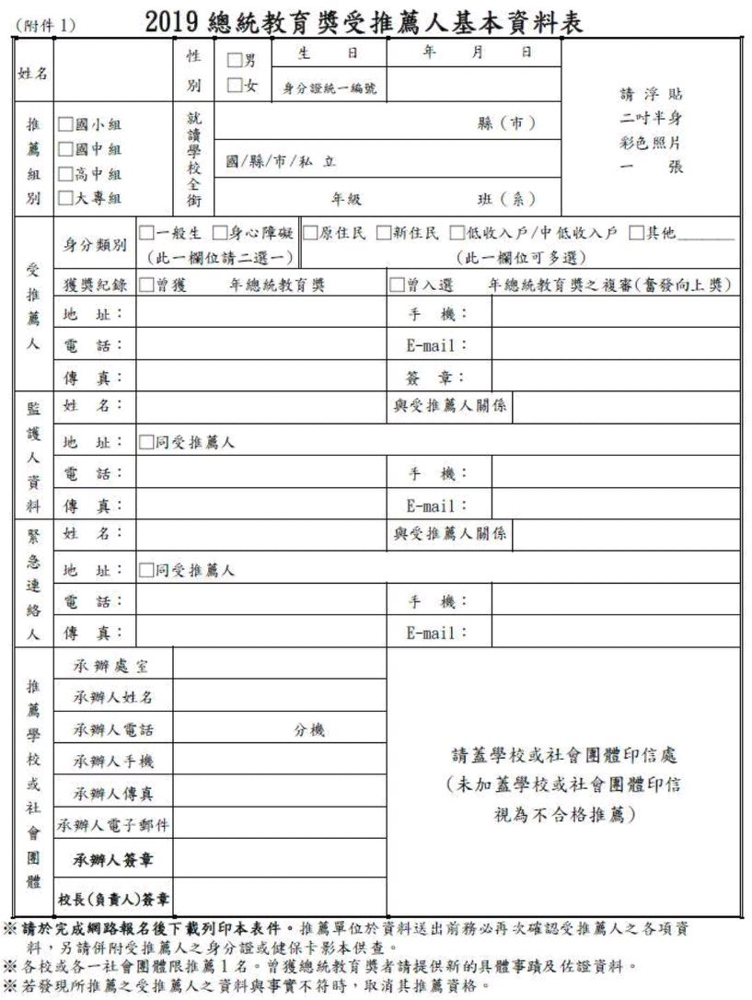 (附件1)
2019 總統教育獎受推薦人基本資料表
姓名
性別
□男
□女
生 日
年 月 日
身分證統一編號
請浮貼
二吋半身
彩色照片
一 張
推薦組別
□國小組
□國中組
□高中組
□大專組
就讀學校全銜
縣(市)
國/縣/市/私 立
年級 班(系)
受推薦人
身分類別
□一般生 □身心障礙
(此一欄位請二選一)
□原住民 □新住民 □低收入戶/中低收入戶 □其他________
(此一欄位可多選)
獲獎紀錄
□曾獲 年總統教育獎
□曾入選 年總統教育獎之複審(奮發向上獎)
地 址:
手 機:
電 話:
E-mail:
傳 真:
簽 章:
監護人資料
姓 名:
與受推薦人關係
地 址:
□同受推薦人
電 話:
手 機:
傳 真:
E-mail:
緊急連絡人
姓 名:
與受推薦人關係
地 址:
□同受推薦人
電 話:
手 機:
傳 真:
E-mail:
推薦學校或社會團體
承辦處室
承辦人姓名
承辦人電話
分機
承辦人手機
承辦人傳真
承辦人電子郵件
承辦人簽章
校長(負責人)簽章
請蓋學校或社會團體印信處
(未加蓋學校或社會團體印信
視為不合格推薦)
※請於完成網路報名後下載列印本表件。推薦單位於資料送出前務必再次確認受推薦人之各項資
料,另請併附受推薦人之身分證或健保卡影本供查。
※各校或各一社會團體限推薦1名。曾獲總統教育獎者請提供新的具體事蹟及佐證資料。
※若發現所推薦之受推薦人之資料與事實不符時,取消其推薦資格。